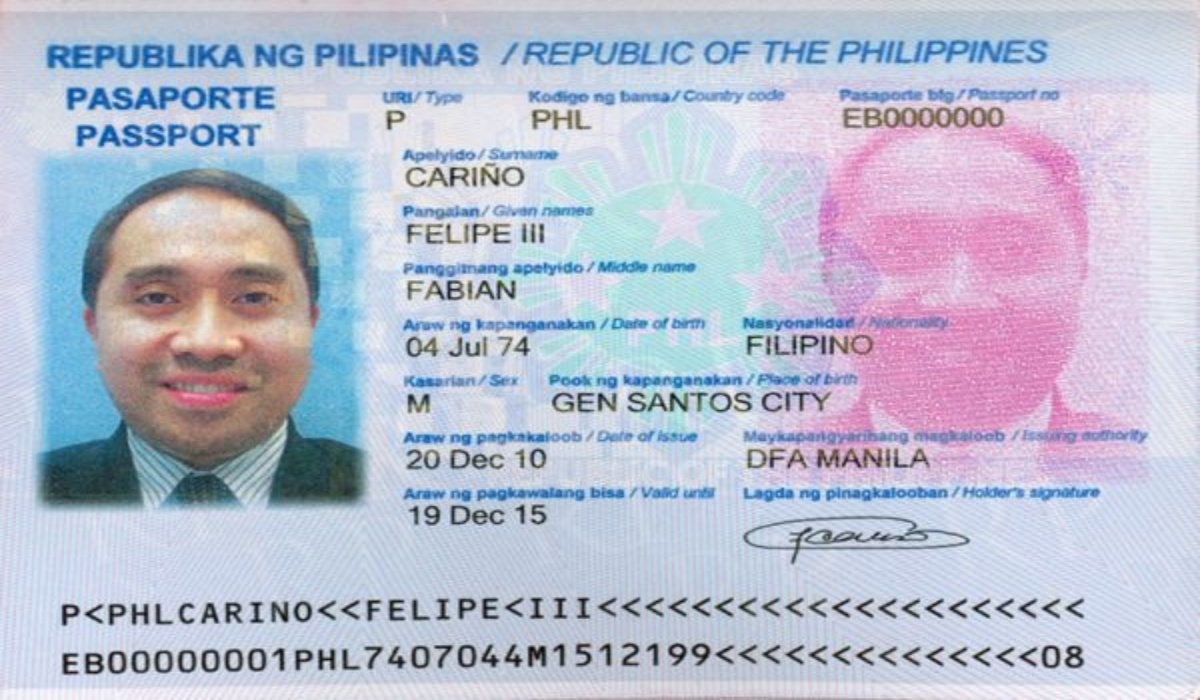 REPUBLIKA NG PILIPINAS / REPUBLIC OF THE PHILIPPINES
PASAPORTE
PASSPORT
URI/ Type
P
Kodigo ng bansa/ Country code
PHL
Pasaporte blg/ Passport no
EB0000000
Apelyido / Surname
CARIÑO
Pangalan/ Given names
FELIPE III
Panggitnang apelyido / Middle name
FABIAN
Araw ng kapanganakan / Date of birth
04 Jul 74
Nasyonalidad / Nationality
FILIPINO
Kasarian / Sex
M
Pook ng kapanganakan / Place of birth
GEN SANTOS CITY
Araw ng pagkakaloob / Date of issue
20 Dec 10
Maykapangyarihang magkaloob / Issuing authority
DFA MANILA
Araw ng pagkawalang bisa / Valid until
19 Dec 15
Lagda ng pinagkalooban / Holder's signature
P<PHLCARINO<<FELIPE<III<<<<<<<<<<<<<<<<<<<<<
EB00000001PHL7407044M1512199<<<<<<<<<<<<<<08